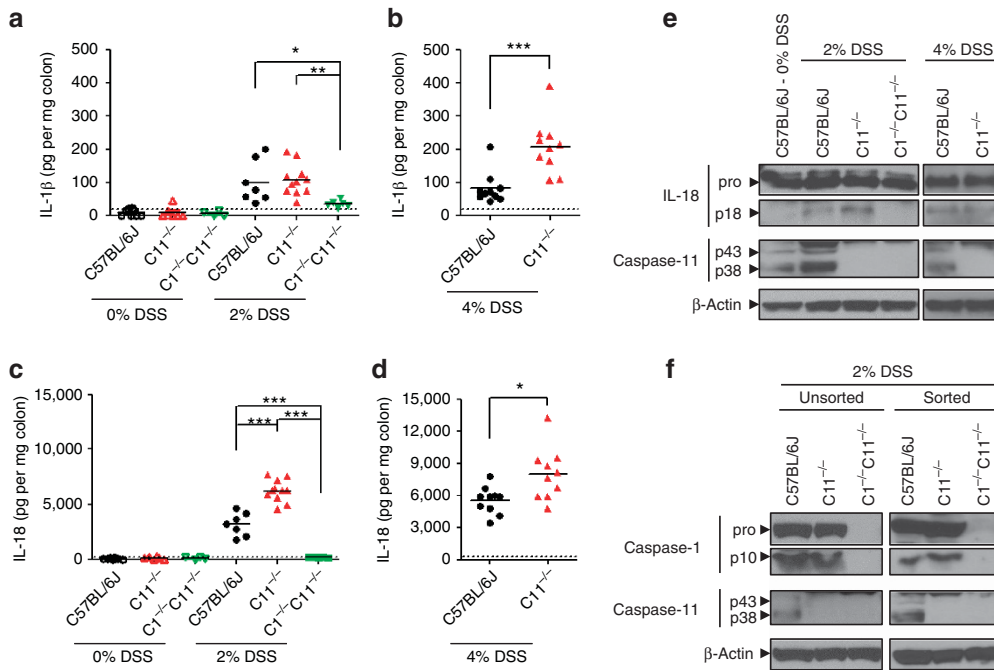 a
IL-1β (pg per mg colon)
500
400
300
200
100
0
*
**
C57BL/6J
C11⁻/⁻
C1⁻/⁻C11⁻/⁻
C57BL/6J
C11⁻/⁻
C1⁻/⁻C11⁻/⁻
0% DSS
2% DSS
b
IL-1β (pg per mg colon)
500
400
300
200
100
0
***
C57BL/6J
C11⁻/⁻
4% DSS
c
IL-18 (pg per mg colon)
15,000
10,000
5,000
0
***
***
***
C57BL/6J
C11⁻/⁻
C1⁻/⁻C11⁻/⁻
C57BL/6J
C11⁻/⁻
C1⁻/⁻C11⁻/⁻
0% DSS
2% DSS
d
IL-18 (pg per mg colon)
15,000
12,000
9,000
6,000
3,000
0
*
C57BL/6J
C11⁻/⁻
4% DSS
e
2% DSS
4% DSS
C57BL/6J - 0% DSS
C57BL/6J
C11⁻/⁻
C1⁻/⁻C11⁻/⁻
C57BL/6J
C11⁻/⁻
IL-18
pro
p18
Caspase-11
p43
p38
β-Actin
f
2% DSS
Unsorted
Sorted
C57BL/6J
C11⁻/⁻
C1⁻/⁻C11⁻/⁻
C57BL/6J
C11⁻/⁻
C1⁻/⁻C11⁻/⁻
Caspase-1
pro
p10
Caspase-11
p43
p38
β-Actin